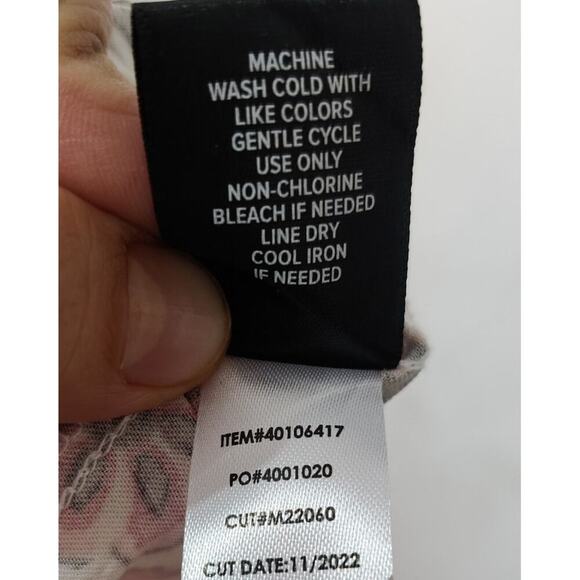 MACHINE
WASH COLD WITH
LIKE COLORS
GENTLE CYCLE
USE ONLY
NON-CHLORINE
BLEACH IF NEEDED
LINE DRY
COOL IRON
IF NEEDED
ITEM#40106417
PO#4001020
CUT#M22060
CUT DATE:11/2022